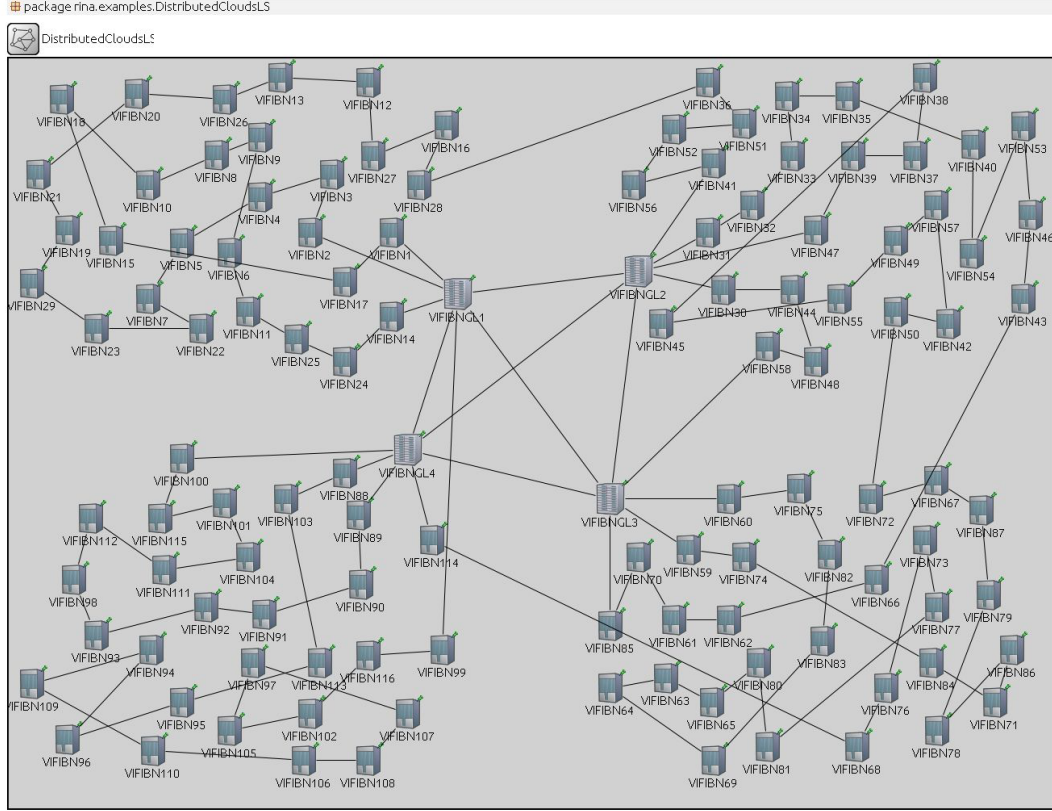 package rina.examples.DistributedCloudsLS
DistributedCloudsLS
VIFIBN18
VIFIBN20
VIFIBN26
VIFIBN13
VIFIBN12
VIFIBN16
VIFIBN9
VIFIBN8
VIFIBN27
VIFIBN21
VIFIBN10
VIFIBN3
VIFIBN28
VIFIBN4
VIFIBN19
VIFIBN15
VIFIBN5
VIFIBN6
VIFIBN2
VIFIBN1
VIFIBN29
VIFIBN17
VIFIBNGL1
VIFIBN7
VIFIBN11
VIFIBN14
VIFIBN23
VIFIBN22
VIFIBN25
VIFIBN24
VIFIBN36
VIFIBN34
VIFIBN35
VIFIBN38
VIFIBN52
VIFIBN51
VIFIBN53
VIFIBN40
VIFIBN41
VIFIBN33
VIFIBN39
VIFIBN37
VIFIBN56
VIFIBN32
VIFIBN57
VIFIBN46
VIFIBN31
VIFIBN47
VIFIBN49
VIFIBN54
VIFIBNGL2
VIFIBN30
VIFIBN44
VIFIBN55
VIFIBN50
VIFIBN43
VIFIBN45
VIFIBN42
VIFIBN58
VIFIBN48
VIFIBNGL4
VIFIBN100
VIFIBN88
VIFIBN101
VIFIBN103
VIFIBN112
VIFIBN115
VIFIBN89
VIFIBN114
VIFIBN104
VIFIBN111
VIFIBN98
VIFIBN90
VIFIBN92
VIFIBN91
VIFIBN93
VIFIBN94
VIFIBN97
VIFIBN113
VIFIBN116
VIFIBN99
VIFIBN109
VIFIBN95
VIFIBN105
VIFIBN102
VIFIBN107
VIFIBN96
VIFIBN110
VIFIBN106
VIFIBN108
VIFIBNGL3
VIFIBN60
VIFIBN75
VIFIBN72
VIFIBN67
VIFIBN87
VIFIBN70
VIFIBN59
VIFIBN74
VIFIBN82
VIFIBN73
VIFIBN66
VIFIBN79
VIFIBN85
VIFIBN61
VIFIBN62
VIFIBN77
VIFIBN83
VIFIBN64
VIFIBN63
VIFIBN80
VIFIBN84
VIFIBN86
VIFIBN65
VIFIBN76
VIFIBN71
VIFIBN69
VIFIBN81
VIFIBN68
VIFIBN78